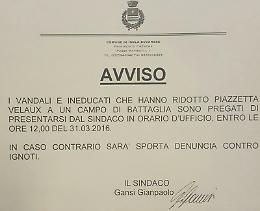 AVVISO
I VANDALI E INEDUCATI CHE HANNO RIDOTTO PIAZZETTA
VELAUX A UN CAMPO DI BATTAGLIA SONO PREGATI DI
PRESENTARSI DAL SINDACO IN ORARIO D'UFFICIO, ENTRO LE
ORE 12,00 DEL 31.03.2016.
IN CASO CONTRARIO SARA' SPORTA DENUNCIA CONTRO
IGNOTI.
IL SINDACO
Gansi Gianpaolo